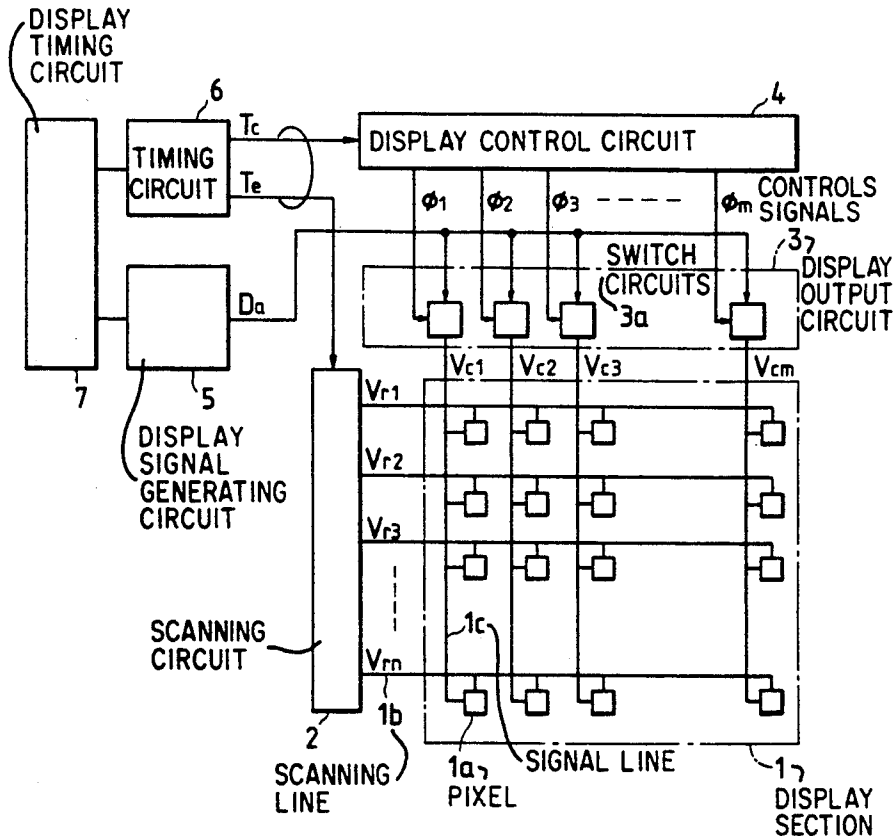 DISPLAY
TIMING
CIRCUIT
6
4
Tc
DISPLAY CONTROL CIRCUIT
TIMING
CIRCUIT
Te
ϕ1 ϕ2 ϕ3 ϕm
CONTROLS
SIGNALS
3
SWITCH
CIRCUITS
3a
DISPLAY
OUTPUT
CIRCUIT
Da
7
5
Vc1 Vc2 Vc3 Vcm
Vr1
DISPLAY
SIGNAL
GENERATING
CIRCUIT
Vr2
Vr3
1c
SCANNING
CIRCUIT
Vrn
2
1b
SCANNING
LINE
1a
PIXEL
SIGNAL LINE
1
DISPLAY
SECTION